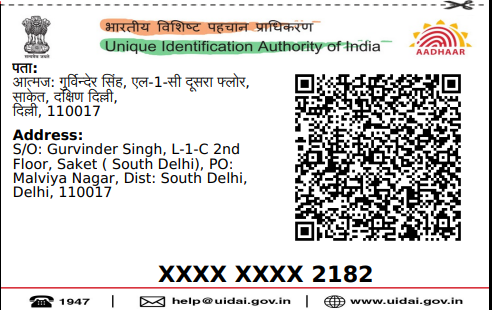 भारतीय विशिष्ट पहचान प्राधिकरण
Unique Identification Authority of India
AADHAAR
पता:
आत्मज: गुर्विन्देर सिंह, एल-1-सी दूसरा फ्लोर,
साकेत, दक्षिण दिल्ली,
दिल्ली, 110017
Address:
S/O: Gurvinder Singh, L-1-C 2nd
Floor, Saket ( South Delhi), PO:
Malviya Nagar, Dist: South Delhi,
Delhi, 110017
XXXX XXXX 2182
1947 | help@uidai.gov.in | www.uidai.gov.in